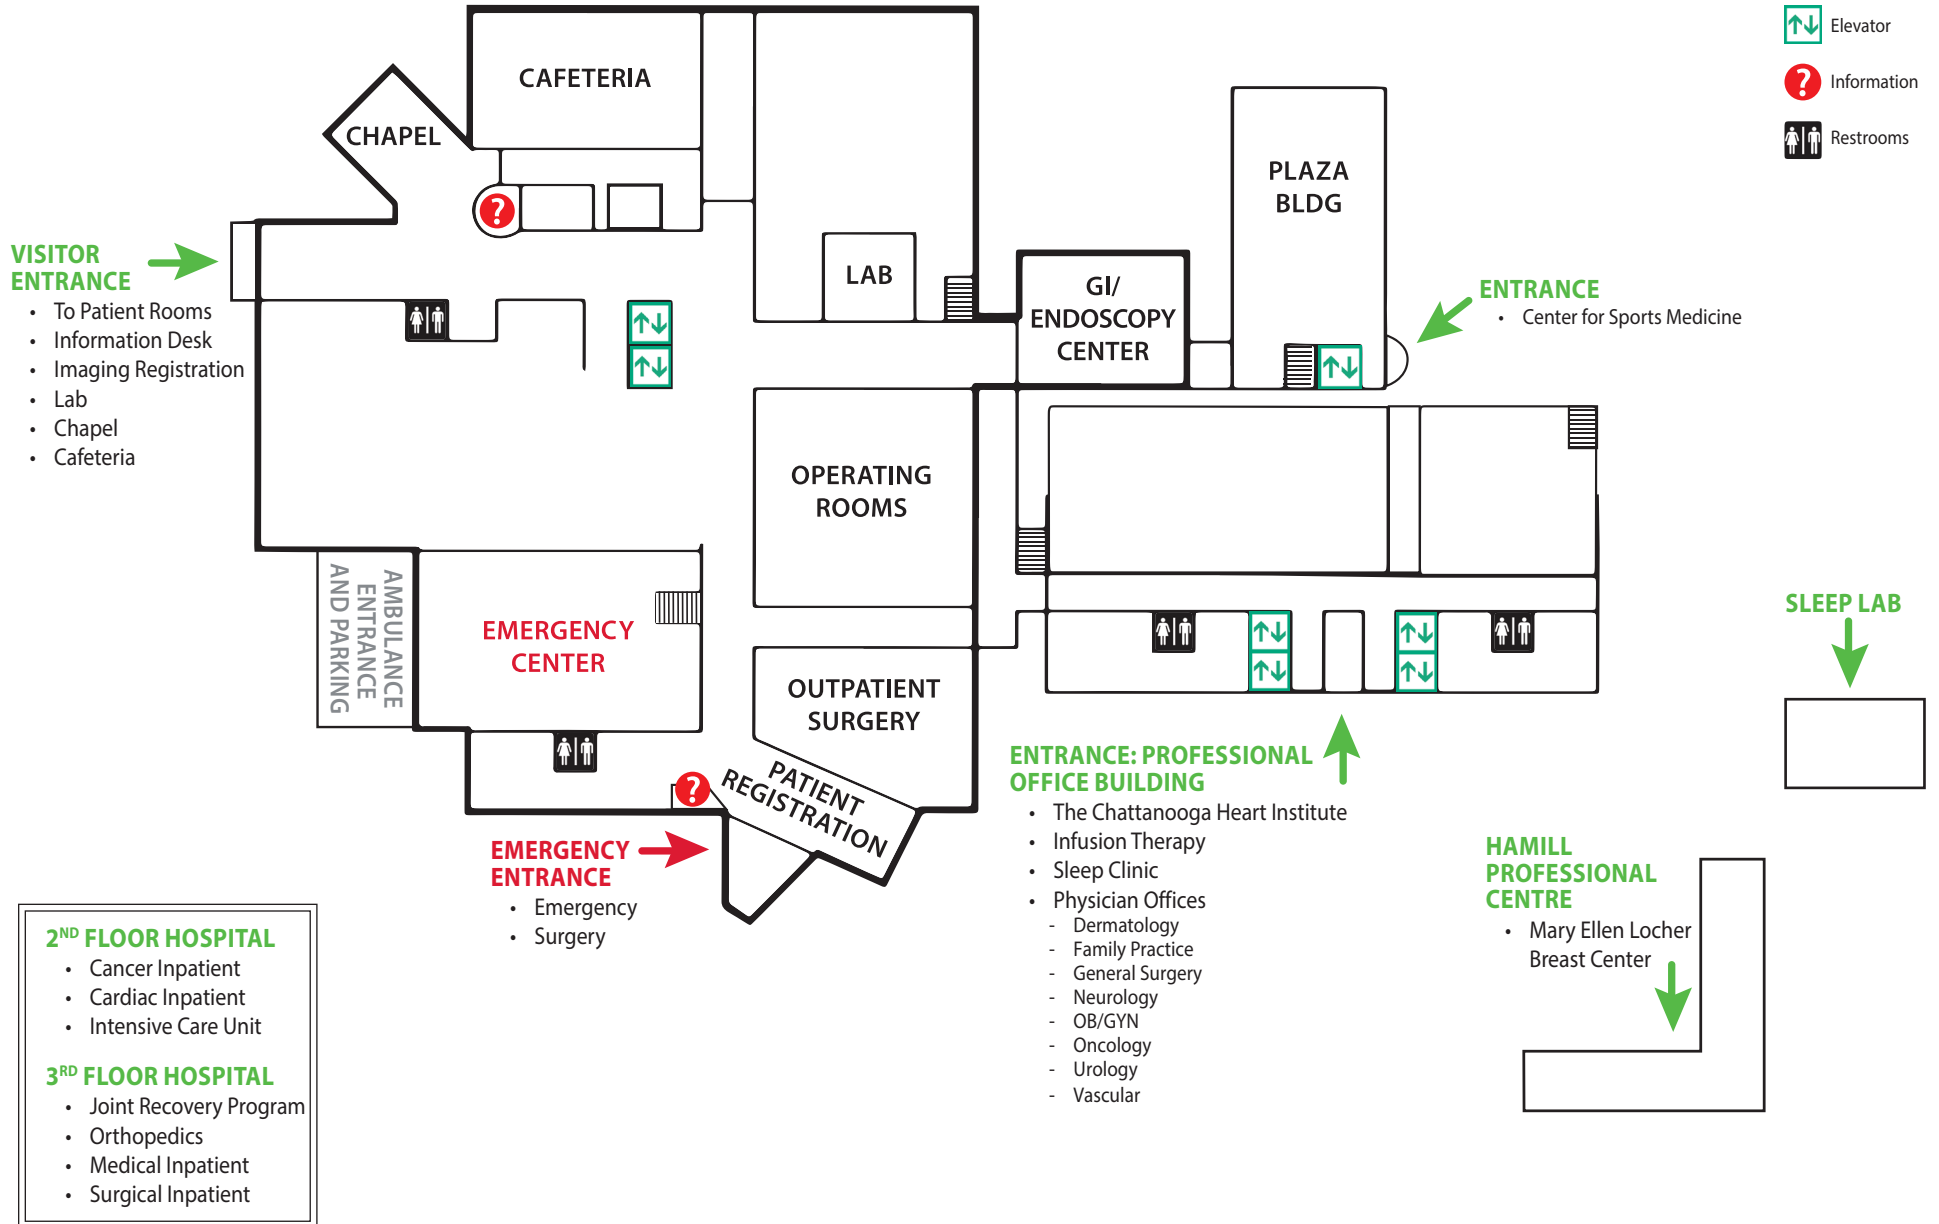 Elevator
?
Information
Restrooms
CAFETERIA
CHAPEL
?
PLAZA
BLDG
VISITOR
ENTRANCE
• To Patient Rooms
• Information Desk
• Imaging Registration
• Lab
• Chapel
• Cafeteria
LAB
GI/
ENDOSCOPY
CENTER
ENTRANCE
• Center for Sports Medicine
OPERATING
ROOMS
AMBULANCE
ENTRANCE
AND PARKING
EMERGENCY
CENTER
OUTPATIENT
SURGERY
PATIENT
REGISTRATION
?
EMERGENCY
ENTRANCE
• Emergency
• Surgery
SLEEP LAB
ENTRANCE: PROFESSIONAL
OFFICE BUILDING
• The Chattanooga Heart Institute
• Infusion Therapy
• Sleep Clinic
• Physician Offices
- Dermatology
- Family Practice
- General Surgery
- Neurology
- OB/GYN
- Oncology
- Urology
- Vascular
HAMILL
PROFESSIONAL
CENTRE
• Mary Ellen Locher
Breast Center
2ND FLOOR HOSPITAL
• Cancer Inpatient
• Cardiac Inpatient
• Intensive Care Unit
3RD FLOOR HOSPITAL
• Joint Recovery Program
• Orthopedics
• Medical Inpatient
• Surgical Inpatient